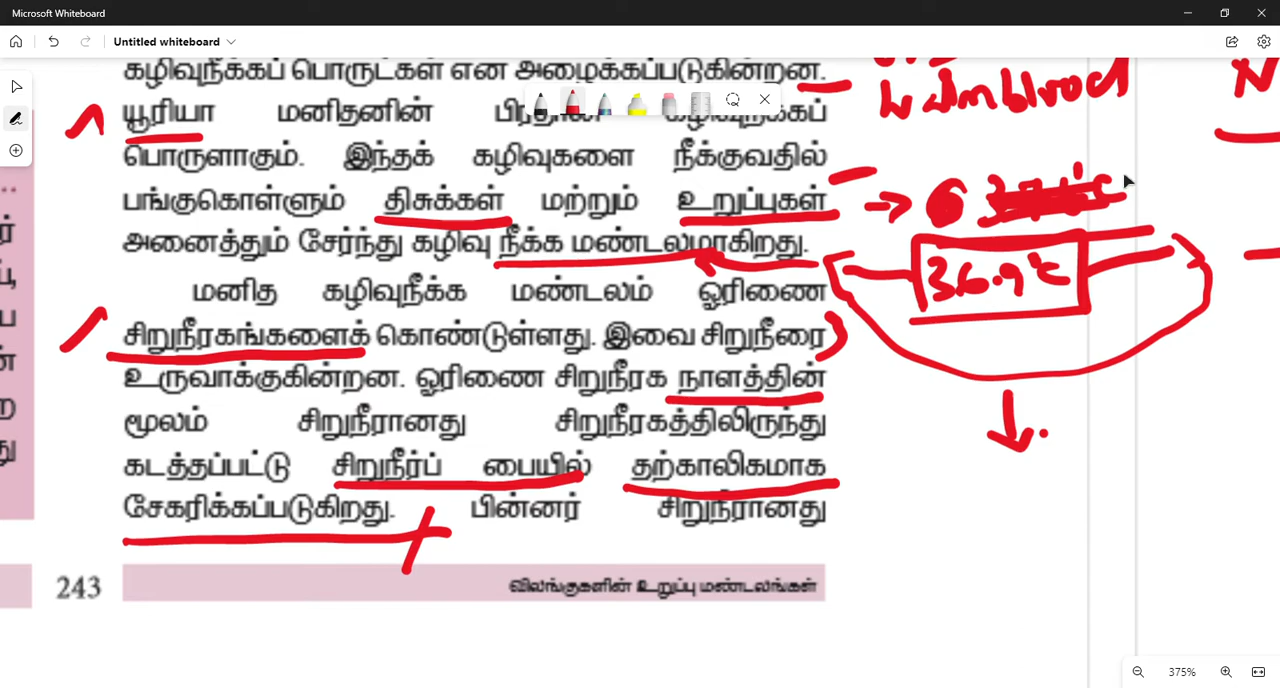 Microsoft Whiteboard
Untitled whiteboard
கழிவுநீக்கப் பொருட்கள் என அழைக்கப்படுகின்றன.
யூரியா மனிதனின்
பொருளாகும். இந்தக் கழிவுகளை நீக்குவதில்
பங்குகொள்ளும் திசுக்கள் மற்றும் உறுப்புகள்
அனைத்தும் சேர்ந்து கழிவு நீக்க மண்டலமாகிறது.
மனித கழிவுநீக்க மண்டலம் ஓரிணை
சிறுநீரகங்களைக் கொண்டுள்ளது. இவை சிறுநீரை
உருவாக்குகின்றன. ஓரிணை சிறுநீரக நாளத்தின்
மூலம் சிறுநீரானது சிறுநீரகத்திலிருந்து
கடத்தப்பட்டு சிறுநீர்ப் பையில் தற்காலிகமாக
சேகரிக்கப்படுகிறது. பின்னர் சிறுநீரானது
243 விலங்குகளின் உறுப்பு மண்டலங்கள்
36.9°c
N
375%